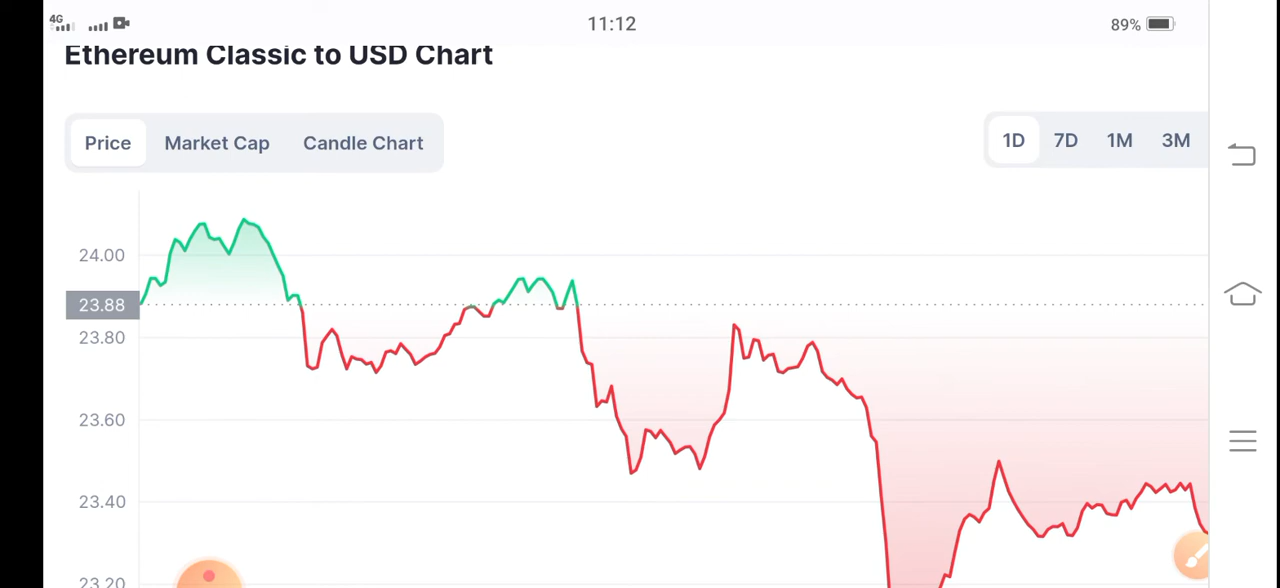 4G
11:12
89%
Ethereum Classic to USD Chart
Price Market Cap Candle Chart
1D 7D 1M 3M
24.00
23.88
23.80
23.60
23.40
23.20